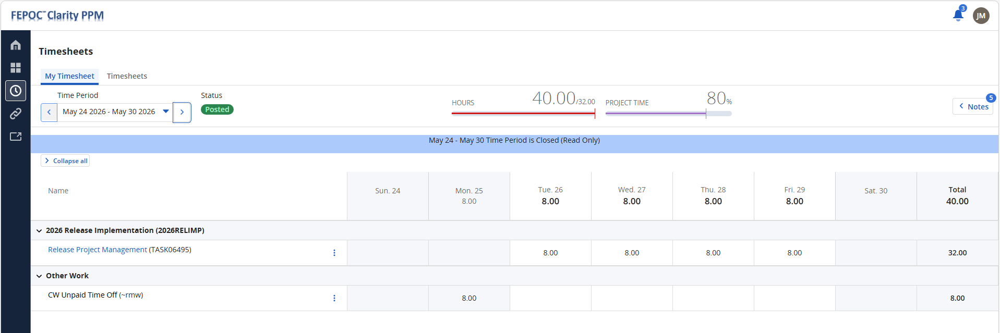 FEPOC™ Clarity PPM
3
JM
Timesheets
My Timesheet Timesheets
Time Period
May 24 2026 - May 30 2026
Status
Posted
HOURS 40.00/32.00
PROJECT TIME 80%
5
Notes
May 24 - May 30 Time Period is Closed (Read Only)
Collapse all
Name Sun. 24 Mon. 25 Tue. 26 Wed. 27 Thu. 28 Fri. 29 Sat. 30 Total
8.00 8.00 8.00 8.00 8.00 40.00
2026 Release Implementation (2026RELIMP)
Release Project Management (TASK06495) 8.00 8.00 8.00 8.00 32.00
Other Work
CW Unpaid Time Off (~rmw) 8.00 8.00